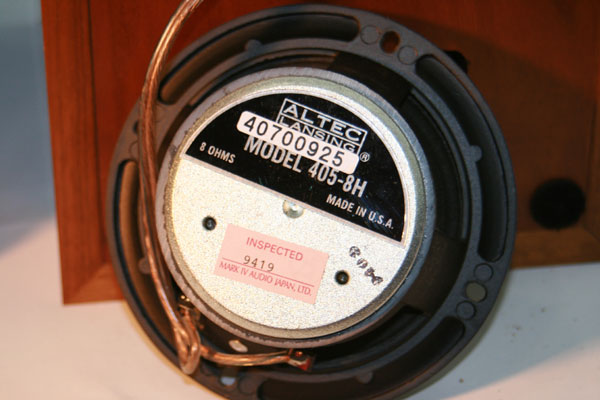 ALTEC
LANSING®
40700925
MODEL 405-8H
8 OHMS
MADE IN U.S.A.
INSPECTED
9419
MARK IV AUDIO JAPAN, LTD.